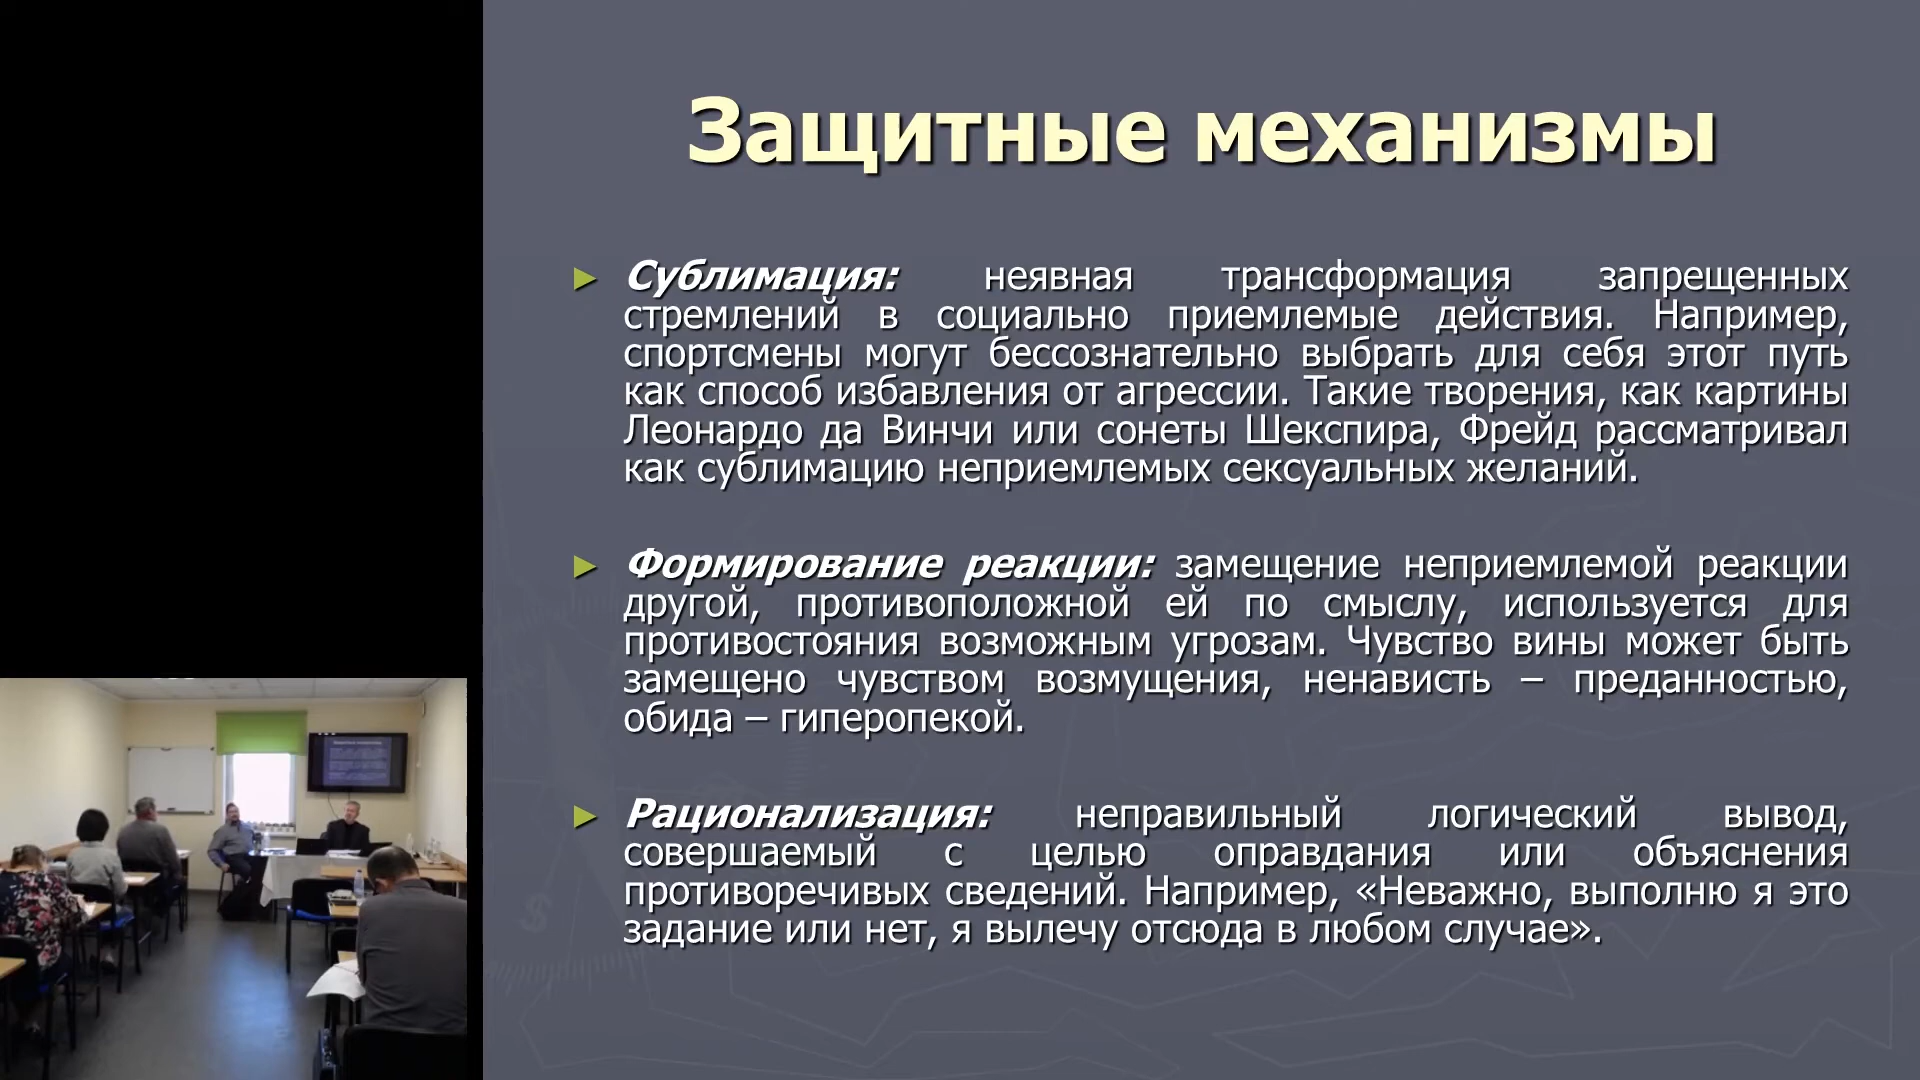 Защитные механизмы
Сублимация: неявная трансформация запрещенных
стремлений в социально приемлемые действия. Например,
спортсмены могут бессознательно выбрать для себя этот путь
как способ избавления от агрессии. Такие творения, как картины
Леонардо да Винчи или сонеты Шекспира, Фрейд рассматривал
как сублимацию неприемлемых сексуальных желаний.
Формирование реакции: замещение неприемлемой реакции
другой, противоположной ей по смыслу, используется для
противостояния возможным угрозам. Чувство вины может быть
замещено чувством возмущения, ненависть – преданностью,
обида – гиперопекой.
Рационализация: неправильный логический вывод,
совершаемый с целью оправдания или объяснения
противоречивых сведений. Например, «Неважно, выполню я это
задание или нет, я вылечу отсюда в любом случае».